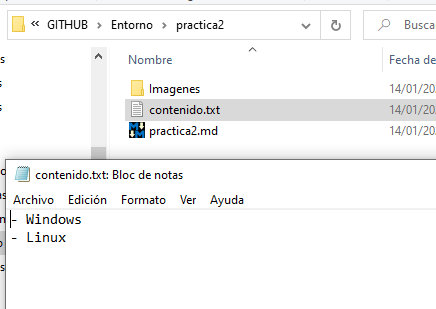 « GITHUB > Entorno > practica2
Busca
Nombre
Fecha de
Imagenes
14/01/20
contenido.txt
14/01/20
practica2.md
14/01/20
contenido.txt: Bloc de notas
Archivo Edición Formato Ver Ayuda
- Windows
- Linux